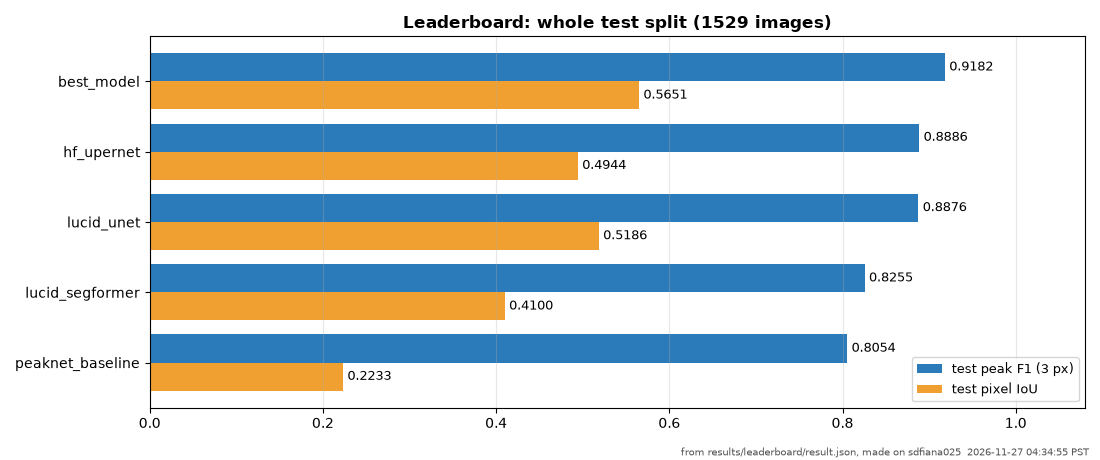 Leaderboard: whole test split (1529 images)
best_model
0.9182
0.5651
hf_upernet
0.8886
0.4944
lucid_unet
0.8876
0.5186
lucid_segformer
0.8255
0.4100
peaknet_baseline
0.8054
0.2233
test peak F1 (3 px)
test pixel IoU
0.0 0.2 0.4 0.6 0.8 1.0
from results/leaderboard/result.json, made on sdfiana025 2026-11-27 04:34:55 PST